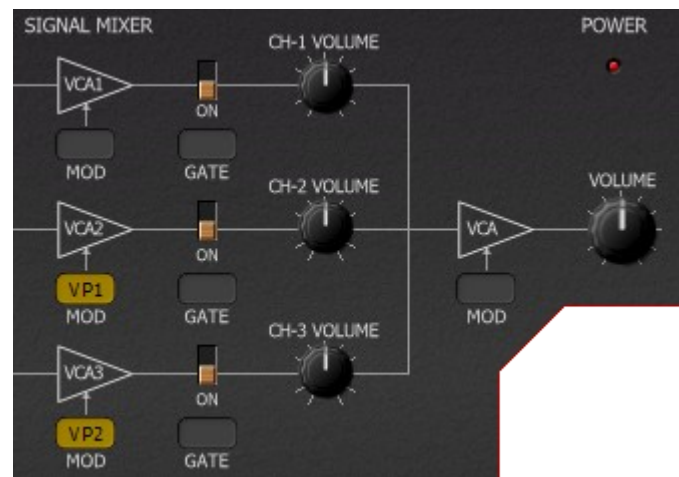 SIGNAL MIXER
POWER
CH-1 VOLUME
VCA1
ON
MOD
GATE
CH-2 VOLUME
VOLUME
VCA2
VCA
ON
VP1
MOD
GATE
MOD
CH-3 VOLUME
VCA3
ON
VP2
MOD
GATE